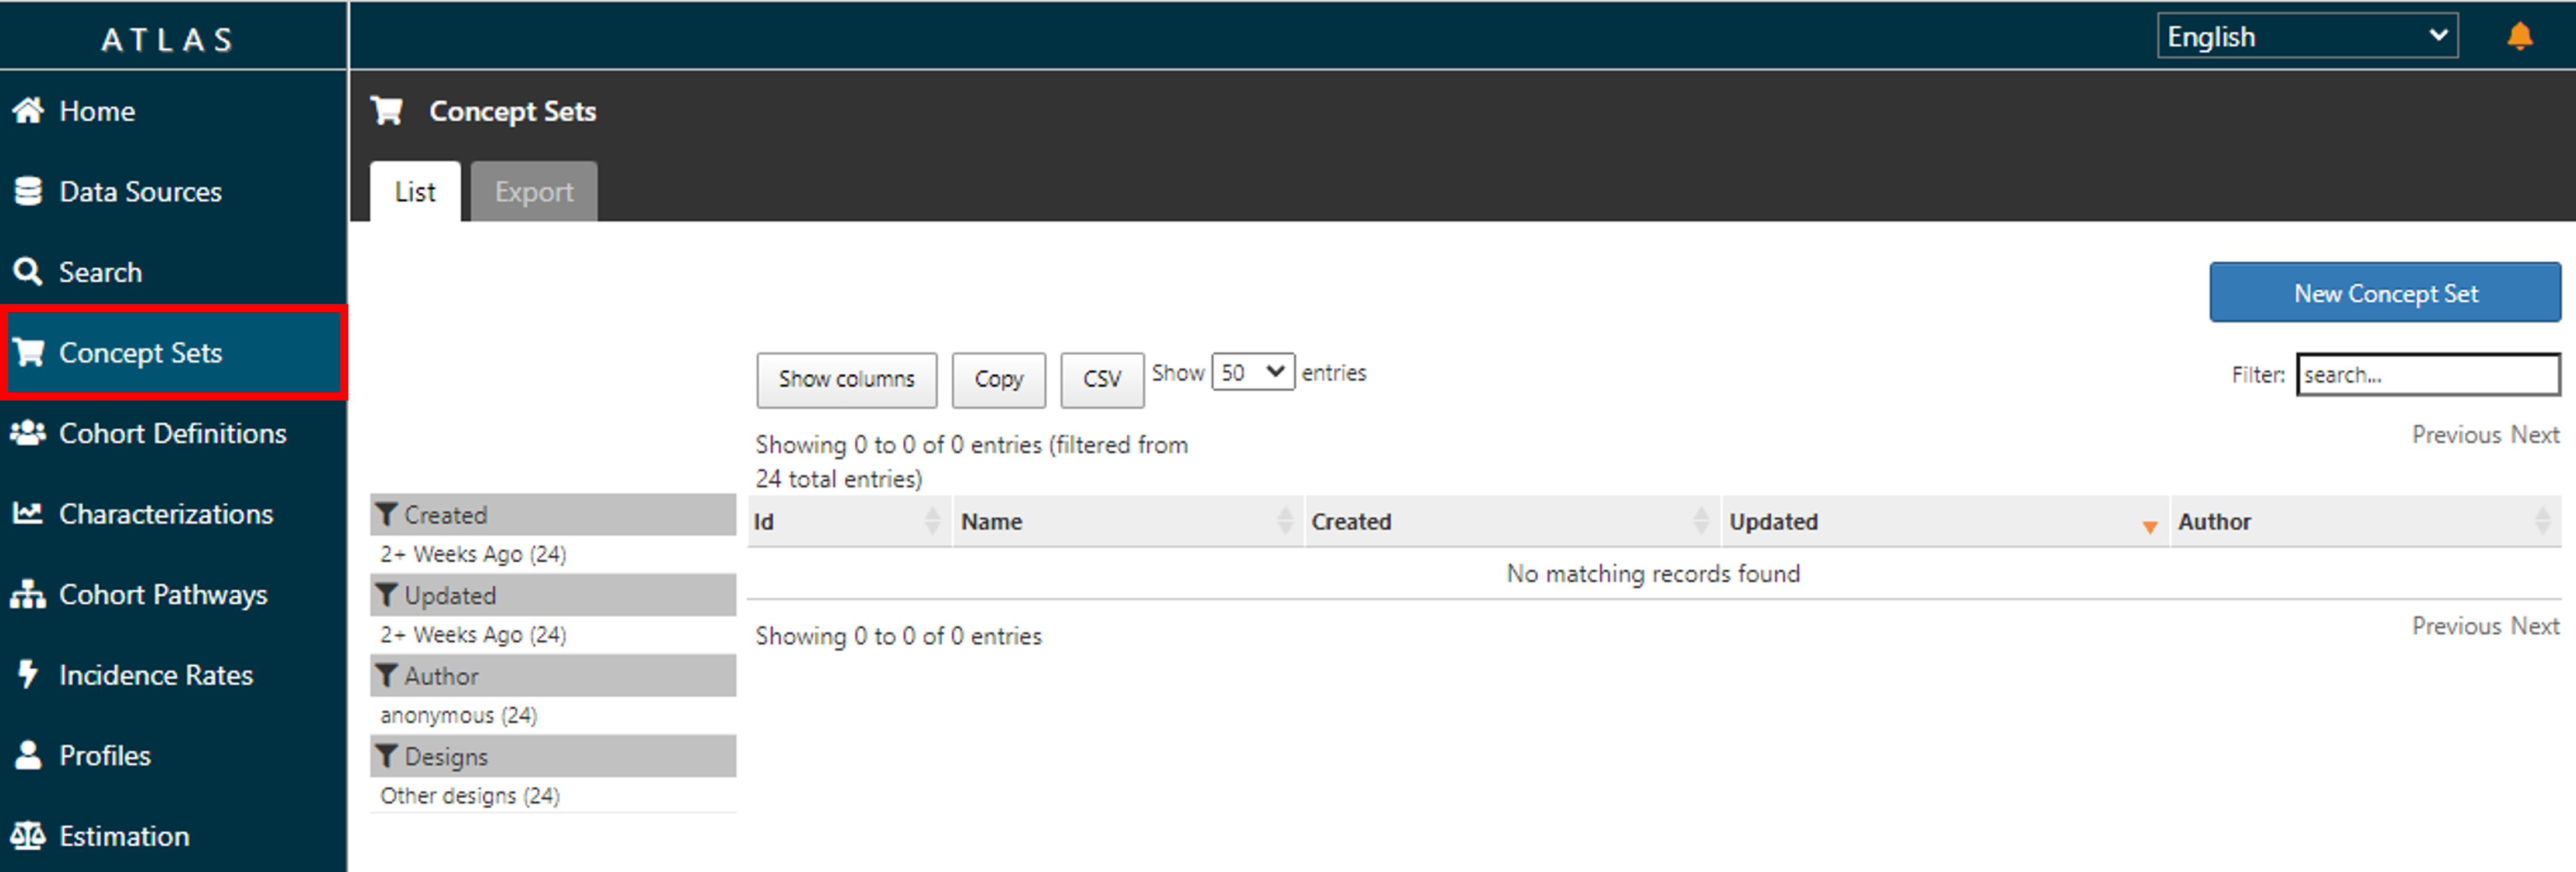 ATLAS
English
Home
Data Sources
Search
Concept Sets
Cohort Definitions
Characterizations
Cohort Pathways
Incidence Rates
Profiles
Estimation
Concept Sets
List Export
New Concept Set
Show columns Copy CSV Show 50 entries
Filter: search...
Showing 0 to 0 of 0 entries (filtered from
24 total entries)
Previous Next
Created
2+ Weeks Ago (24)
Updated
2+ Weeks Ago (24)
Author
anonymous (24)
Designs
Other designs (24)
Id Name Created Updated Author
No matching records found
Showing 0 to 0 of 0 entries
Previous Next